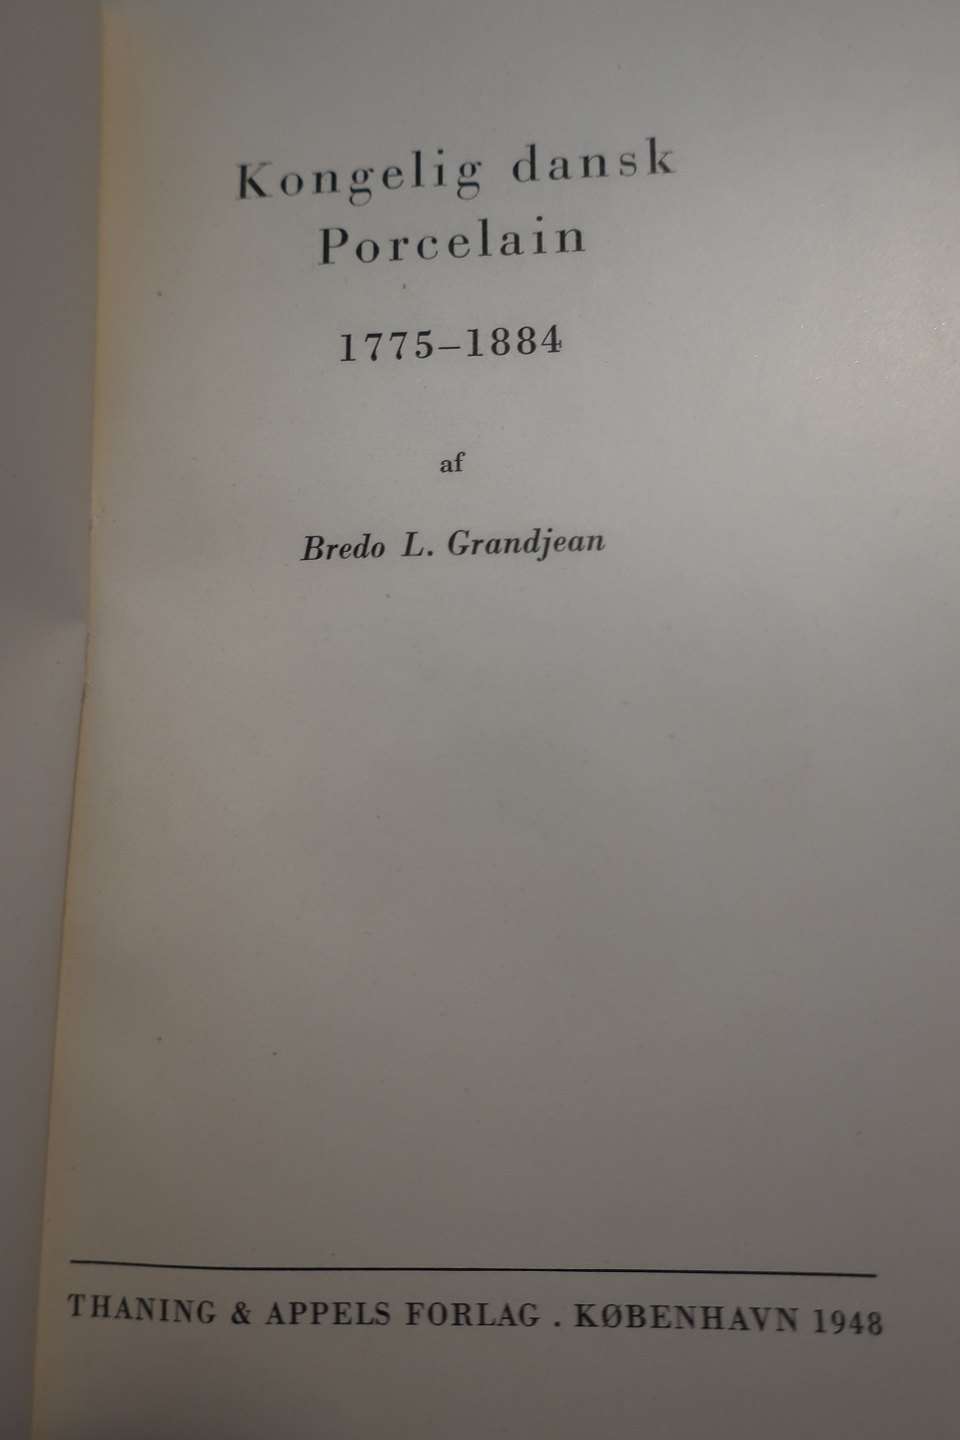 Kongelig dansk
Porcelain
1775–1884
af
Bredo L. Grandjean
THANING & APPELS FORLAG . KØBENHAVN 1948